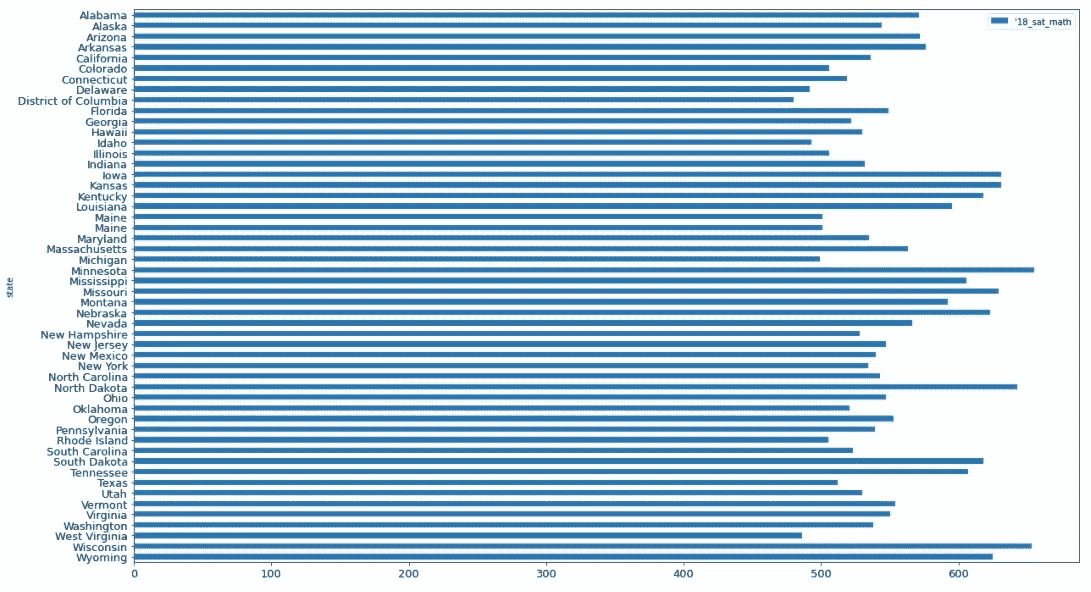 '18_sat_math
Alabama
Alaska
Arizona
Arkansas
California
Colorado
Connecticut
Delaware
District of Columbia
Florida
Georgia
Hawaii
Idaho
Illinois
Indiana
Iowa
Kansas
Kentucky
Louisiana
Maine
Maine
Maryland
Massachusetts
Michigan
Minnesota
Mississippi
Missouri
Montana
Nebraska
Nevada
New Hampshire
New Jersey
New Mexico
New York
North Carolina
North Dakota
Ohio
Oklahoma
Oregon
Pennsylvania
Rhode Island
South Carolina
South Dakota
Tennessee
Texas
Utah
Vermont
Virginia
Washington
West Virginia
Wisconsin
Wyoming
state
0 100 200 300 400 500 600